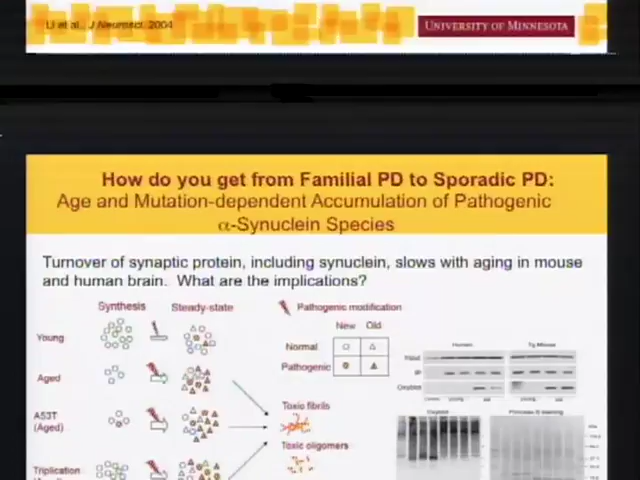 Li et al., J Neurosci. 2004
UNIVERSITY OF MINNESOTA
How do you get from Familial PD to Sporadic PD:
Age and Mutation-dependent Accumulation of Pathogenic
α-Synuclein Species
Turnover of synaptic protein, including synuclein, slows with aging in mouse
and human brain. What are the implications?
Synthesis Steady-state Pathogenic modification
New Old
Young
Normal
Pathogenic
Aged
Human Tg Mouse
A53T
(Aged)
Toxic fibrils
Toxic oligomers
Triplication